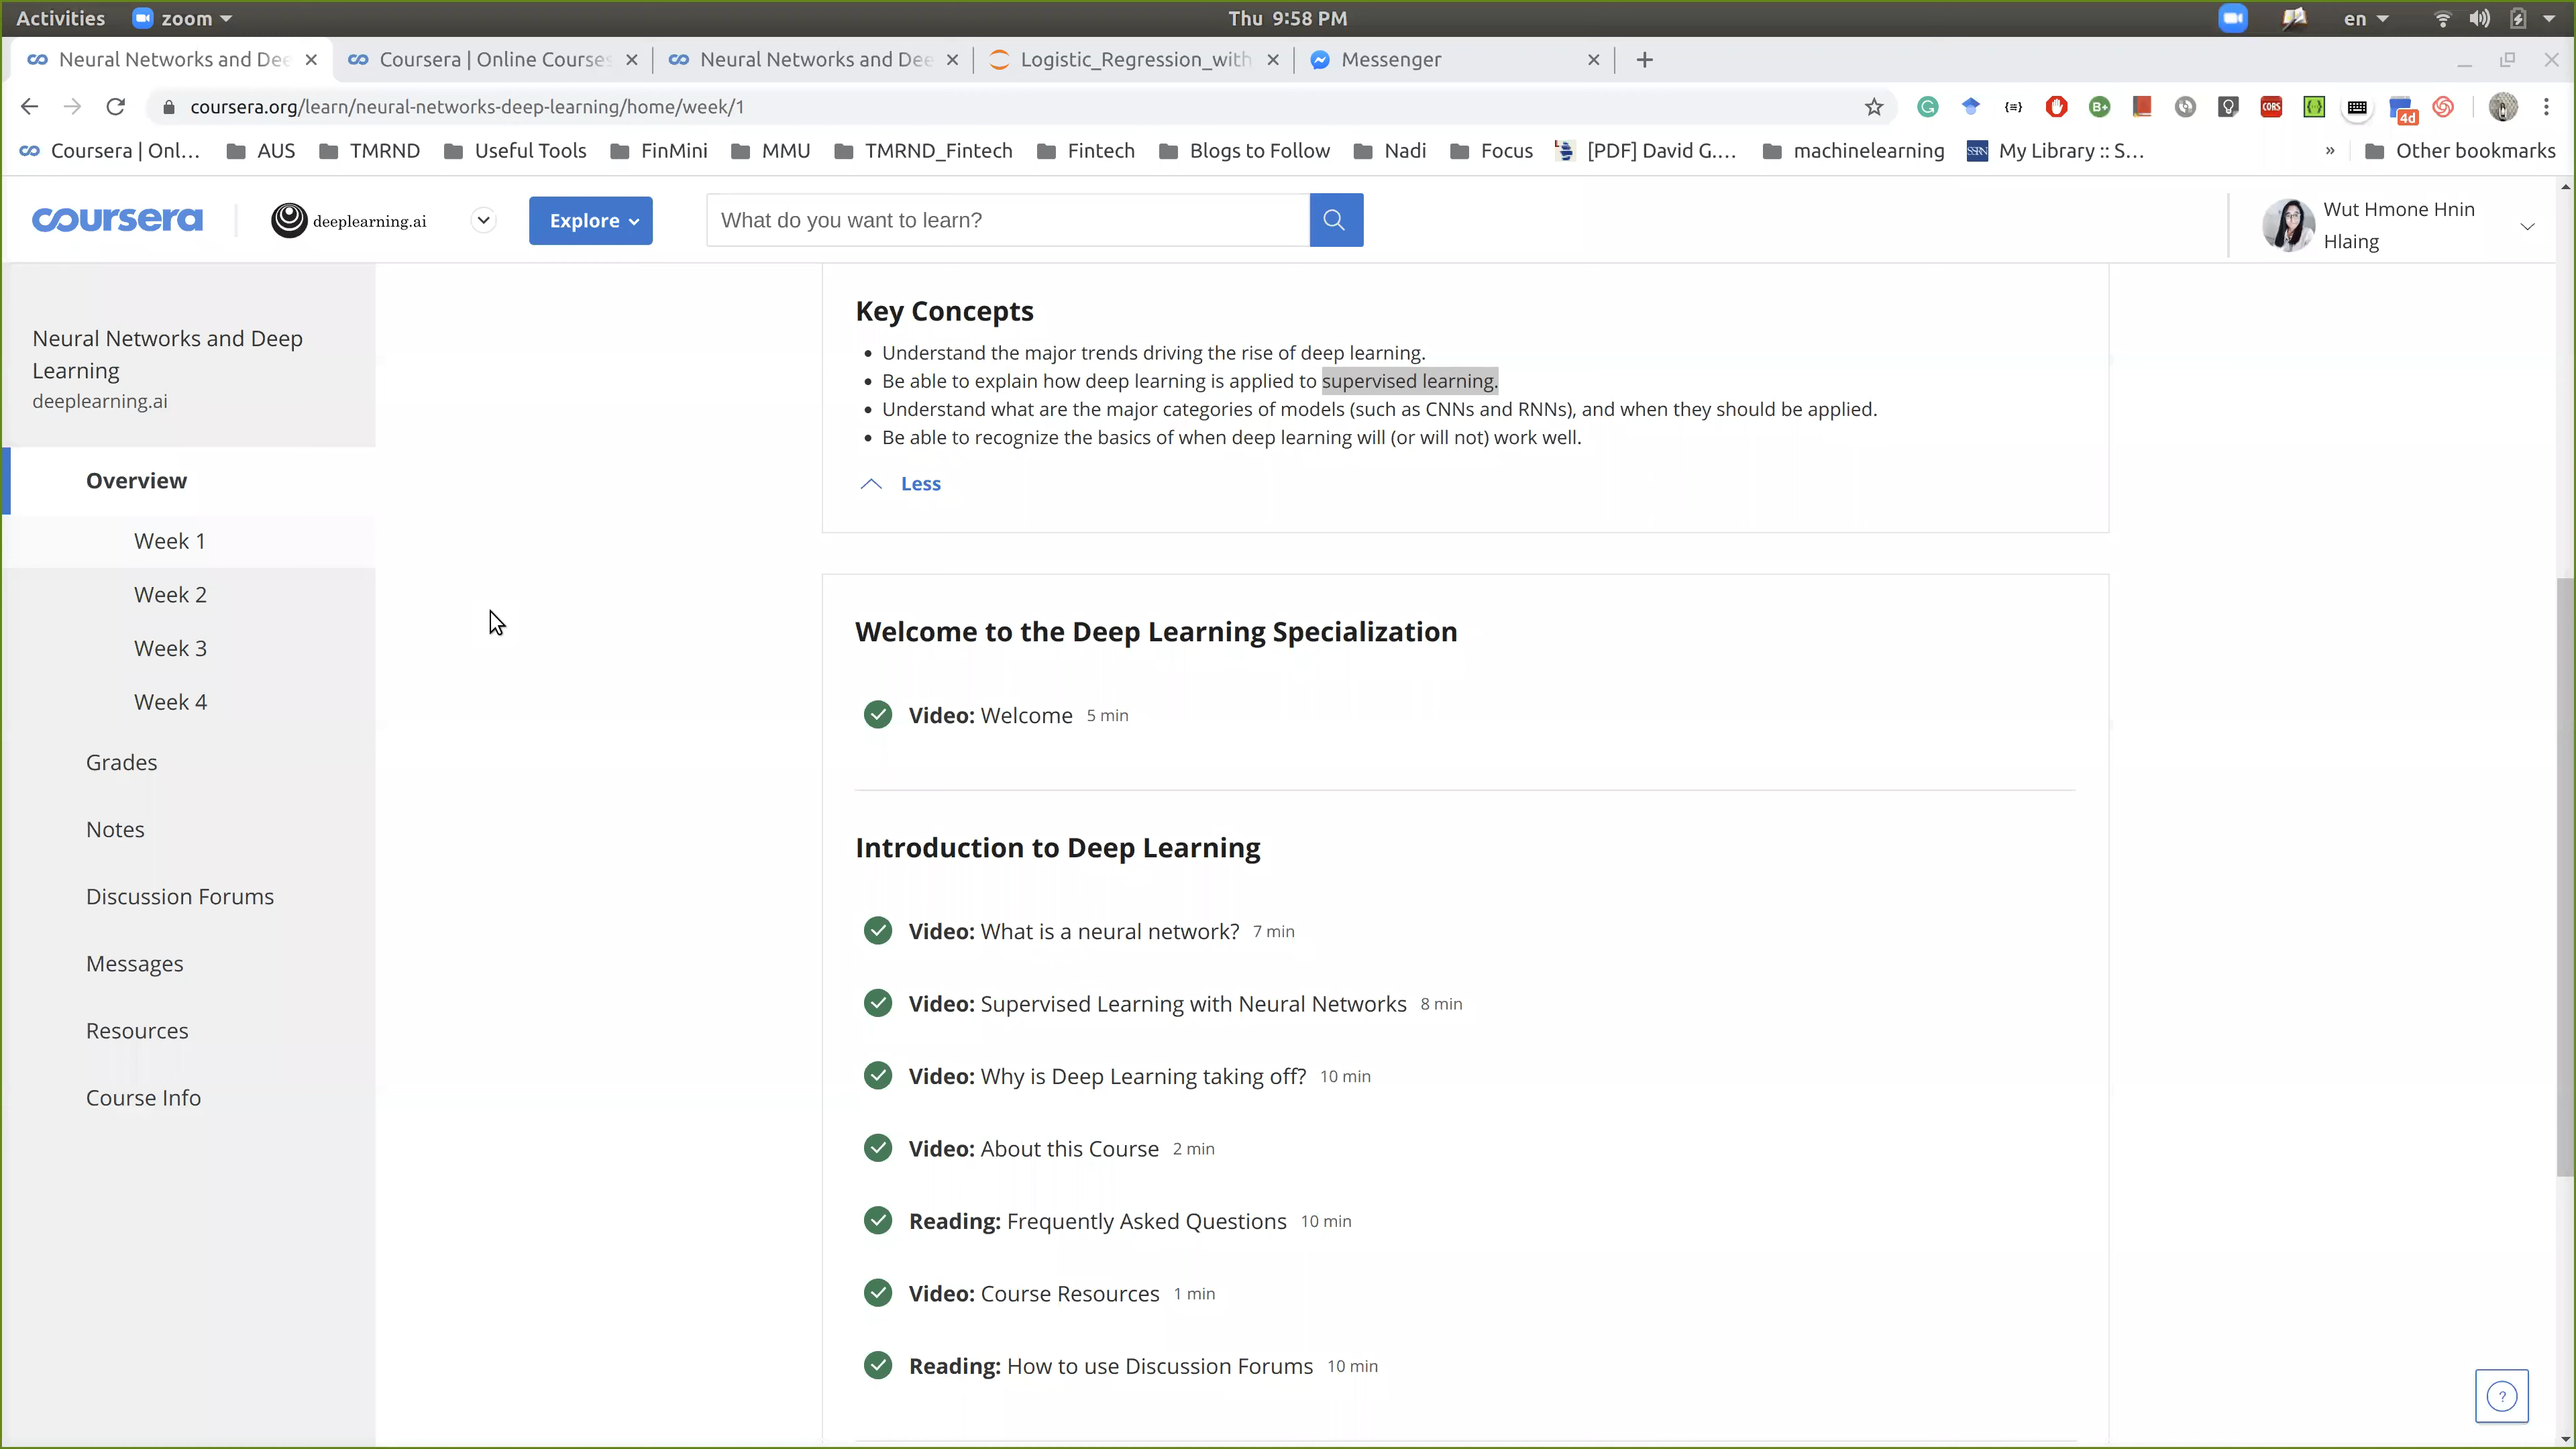 Activities zoom Thu 9:58 PM en
Neural Networks and Dee Coursera | Online Courses Neural Networks and Dee Logistic_Regression_with Messenger
coursera.org/learn/neural-networks-deep-learning/home/week/1
B+ CORS 4d
Coursera | Onl... AUS TMRND Useful Tools FinMini MMU TMRND_Fintech Fintech Blogs to Follow Nadi Focus [PDF] David G.... machinelearning SSRN My Library :: S... » Other bookmarks
coursera deeplearning.ai Explore What do you want to learn? Wut Hmone Hnin
Hlaing
Neural Networks and Deep
Learning
deeplearning.ai
Overview
Week 1
Week 2
Week 3
Week 4
Grades
Notes
Discussion Forums
Messages
Resources
Course Info
Key Concepts
• Understand the major trends driving the rise of deep learning.
• Be able to explain how deep learning is applied to supervised learning.
• Understand what are the major categories of models (such as CNNs and RNNs), and when they should be applied.
• Be able to recognize the basics of when deep learning will (or will not) work well.
Less
Welcome to the Deep Learning Specialization
Video: Welcome 5 min
Introduction to Deep Learning
Video: What is a neural network? 7 min
Video: Supervised Learning with Neural Networks 8 min
Video: Why is Deep Learning taking off? 10 min
Video: About this Course 2 min
Reading: Frequently Asked Questions 10 min
Video: Course Resources 1 min
Reading: How to use Discussion Forums 10 min
?